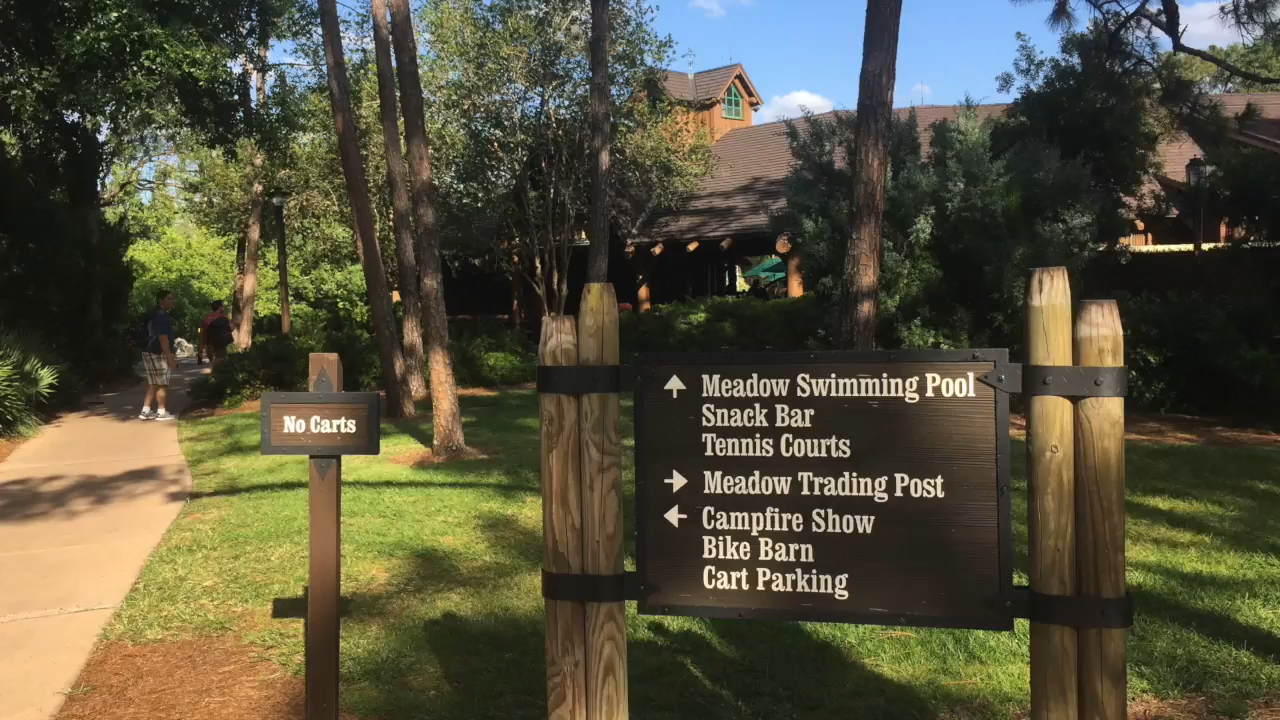 No Carts
↑ Meadow Swimming Pool
Snack Bar
Tennis Courts
→ Meadow Trading Post
← Campfire Show
Bike Barn
Cart Parking